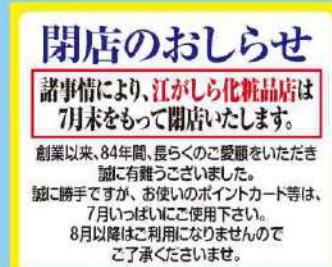 閉店のおしらせ
諸事情により、江がしら化粧品店は
7月末をもって閉店いたします。
創業以来、84年間、長らくのご愛顧をいただき
誠に有難うございました。
誠に勝手ですが、お使いのポイントカード等は、
7月いっぱいにご使用下さい。
8月以降はご利用になりませんので
ご了承くださいませ。